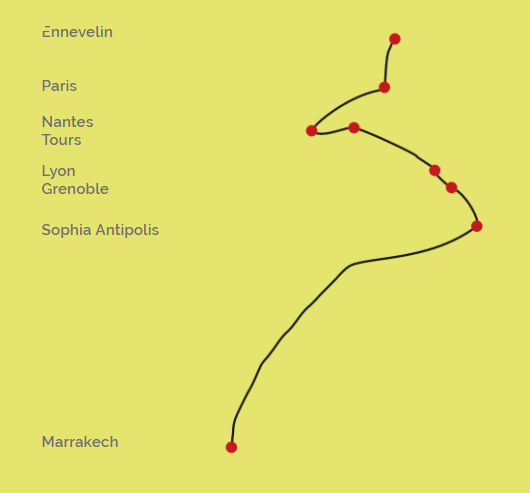 Ennevelin
Paris
Nantes
Tours
Lyon
Grenoble
Sophia Antipolis
Marrakech